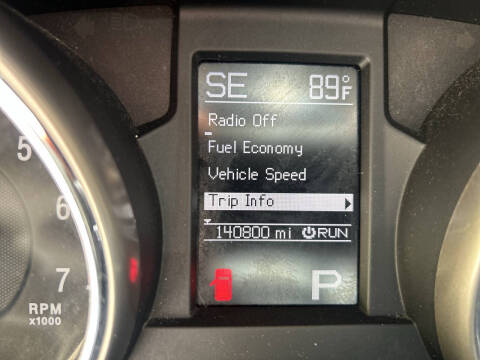 SE 89°F
Radio Off
Fuel Economy
Vehicle Speed
Trip Info
140800 mi RUN
P
5
6
7
RPM
x1000